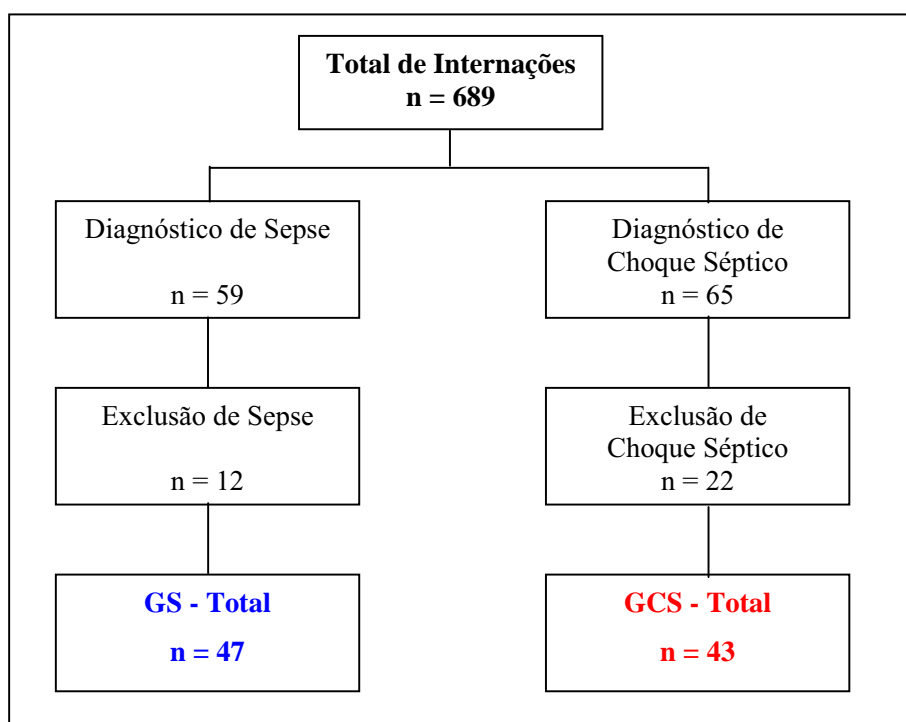 Total de Internações
n = 689
Diagnóstico de Sepse
n = 59
Diagnóstico de
Choque Séptico
n = 65
Exclusão de Sepse
n = 12
Exclusão de
Choque Séptico
n = 22
GS - Total
n = 47
GCS - Total
n = 43